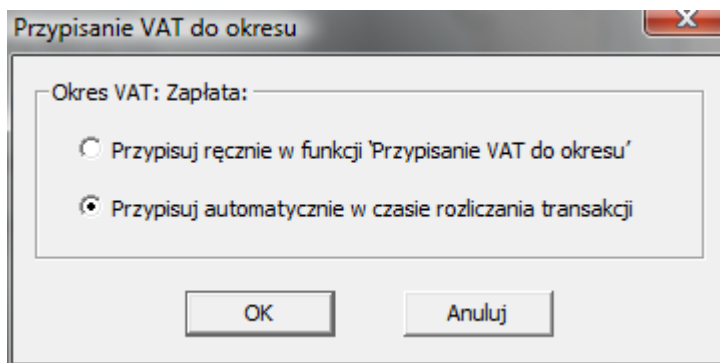 Przypisanie VAT do okresu
Okres VAT: Zapłata:
Przypisuj ręcznie w funkcji 'Przypisanie VAT do okresu’
Przypisuj automatycznie w czasie rozliczania transakcji
OK
Anuluj